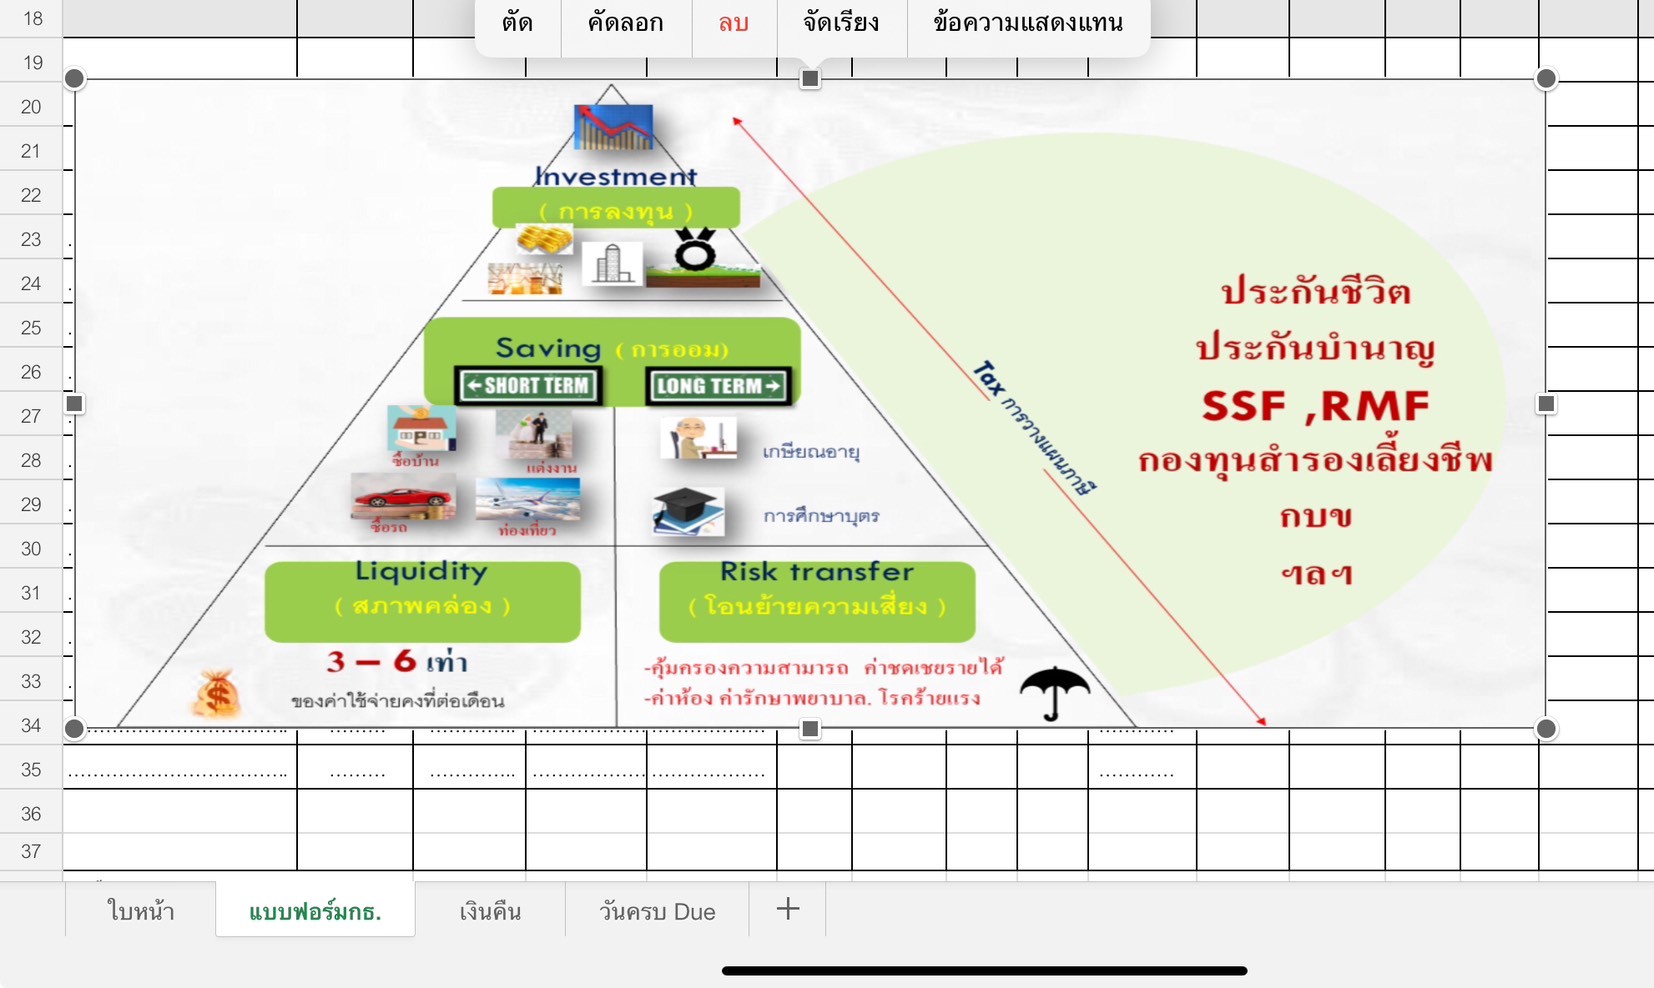 ตัด คัดลอก ลบ จัดเรียง ข้อความแสดงแทน
18
19
20
21
22
23
24
25
26
27
28
29
30
31
32
33
34
35
36
37
Investment
( การลงทุน )
Saving ( การออม)
←SHORT TERM LONG TERM→
ซื้อบ้าน แต่งงาน เกษียณอายุ
ซื้อรถ ท่องเที่ยว การศึกษาบุตร
Liquidity
( สภาพคล่อง )
3 – 6 เท่า
ของค่าใช้จ่ายคงที่ต่อเดือน
Risk transfer
( โอนย้ายความเสี่ยง )
-คุ้มครองความสามารถ ค่าชดเชยรายได้
-ค่าห้อง ค่ารักษาพยาบาล. โรคร้ายแรง
Tax การวางแผนภาษี
ประกันชีวิต
ประกันบำนาญ
SSF ,RMF
กองทุนสำรองเลี้ยงชีพ
กบข
ฯลฯ
ใบหน้า แบบฟอร์มกธ. เงินคืน วันครบ Due +